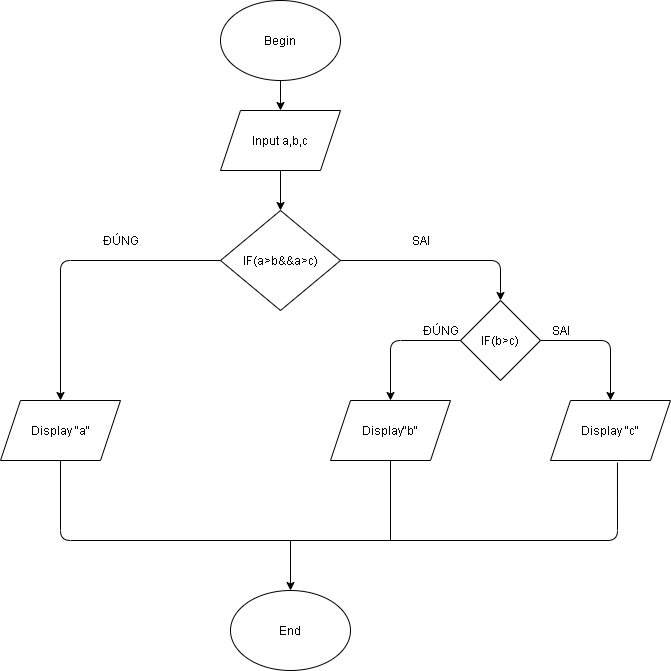 Begin
Input a,b,c
ĐÚNG
IF(a>b&&a>c)
SAI
ĐÚNG
IF(b>c)
SAI
Display "a"
Display"b"
Display "c"
End